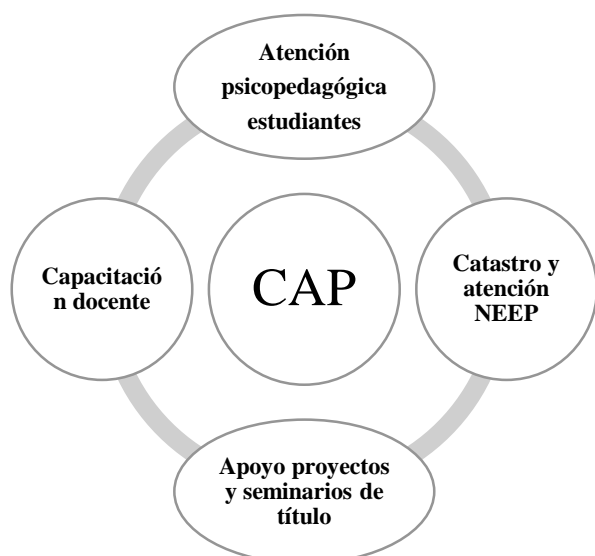 Atención
psicopedagógica
estudiantes
Capacitació
n docente
CAP
Catastro y
atención
NEEP
Apoyo proyectos
y seminarios de
título